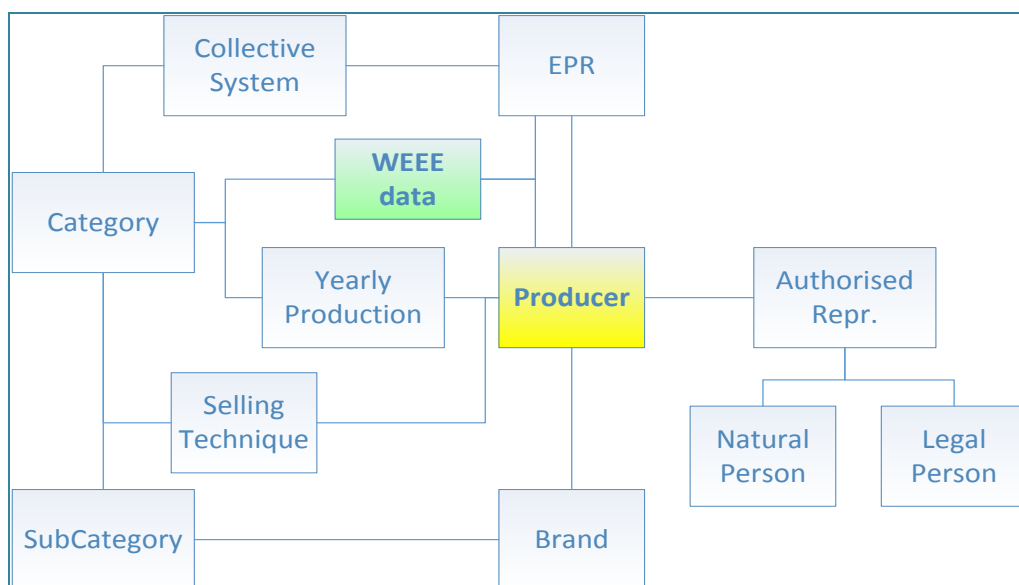 Collective
System
EPR
WEEE
data
Category
Yearly
Production
Producer
Authorised
Repr.
Selling
Technique
Natural
Person
Legal
Person
SubCategory
Brand